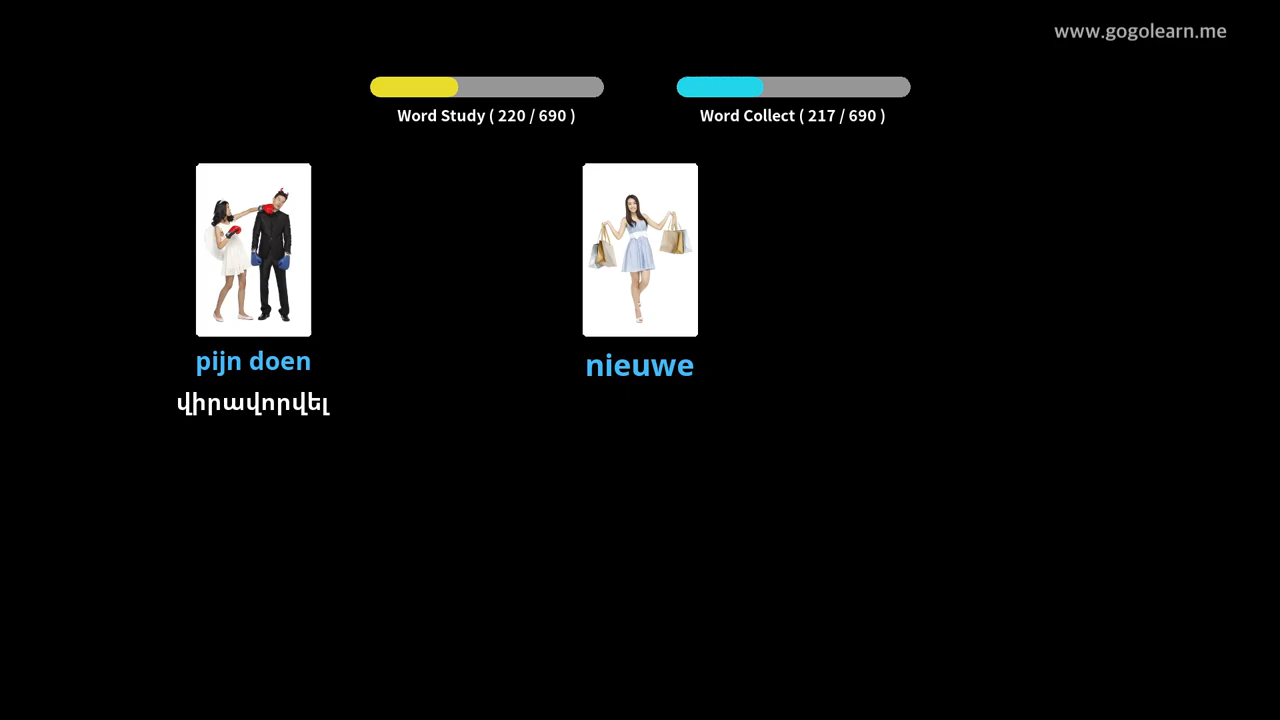 www.gogolearn.me
Word Study ( 220 / 690 )
Word Collect ( 217 / 690 )
pijn doen
nieuwe
վիրավորվել